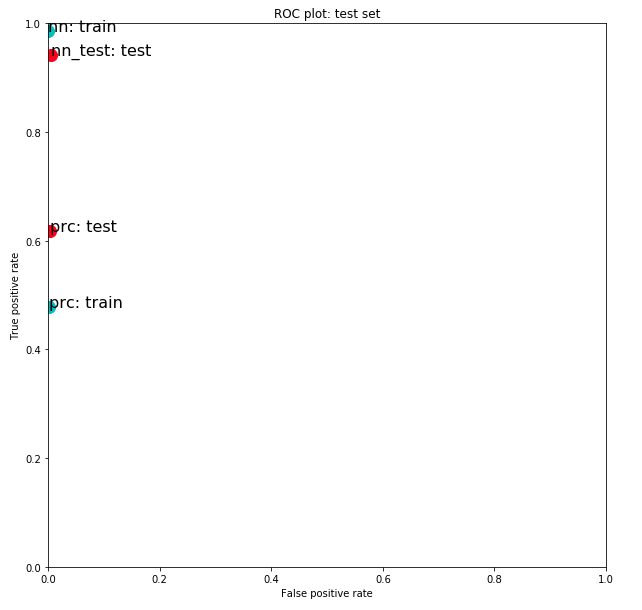 ROC plot: test set
1.0
nn: train
nn_test: test
0.8
prc: test
0.6
True positive rate
prc: train
0.4
0.2
0.0
0.0 0.2 0.4 0.6 0.8 1.0
False positive rate